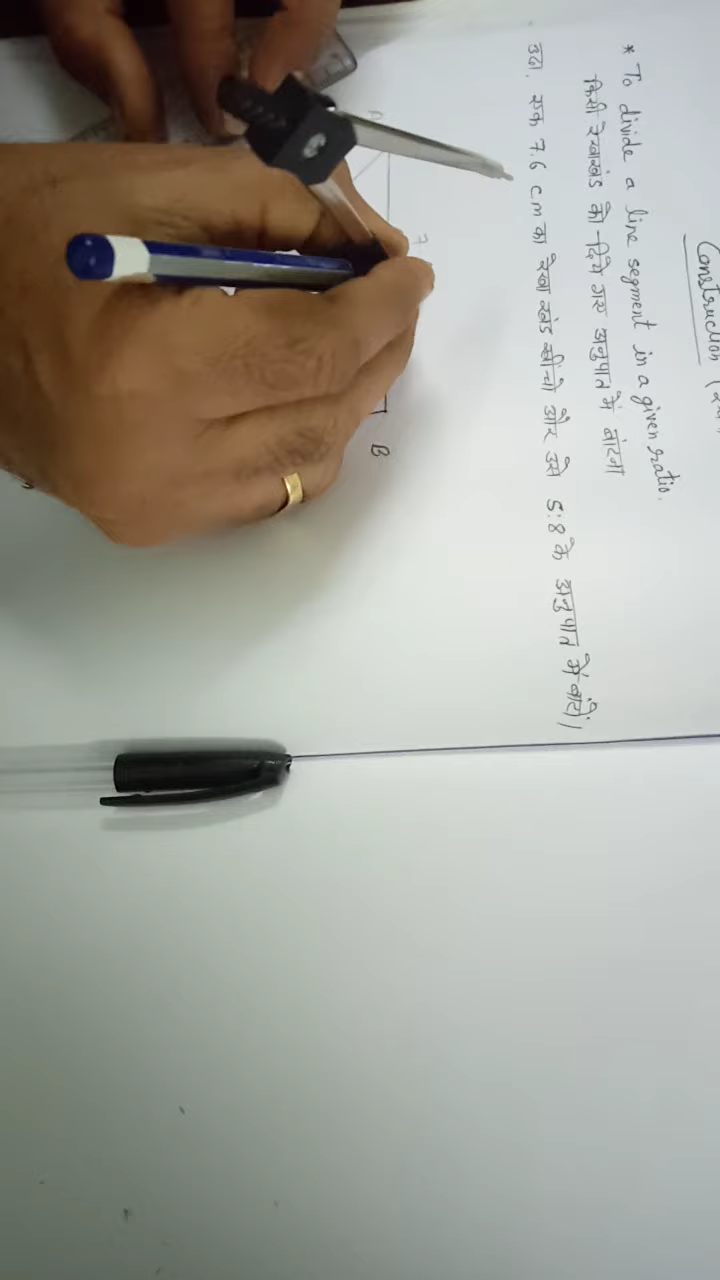 Construction
* To divide a line segment in a given ratio.
किसी रेखाखंड को दिये गए अनुपात में बांटना
उदा. एक 7.6 cm का रेखा खंड खींचो और उसे 5:8 के अनुपात में बांटों।
A
7
B